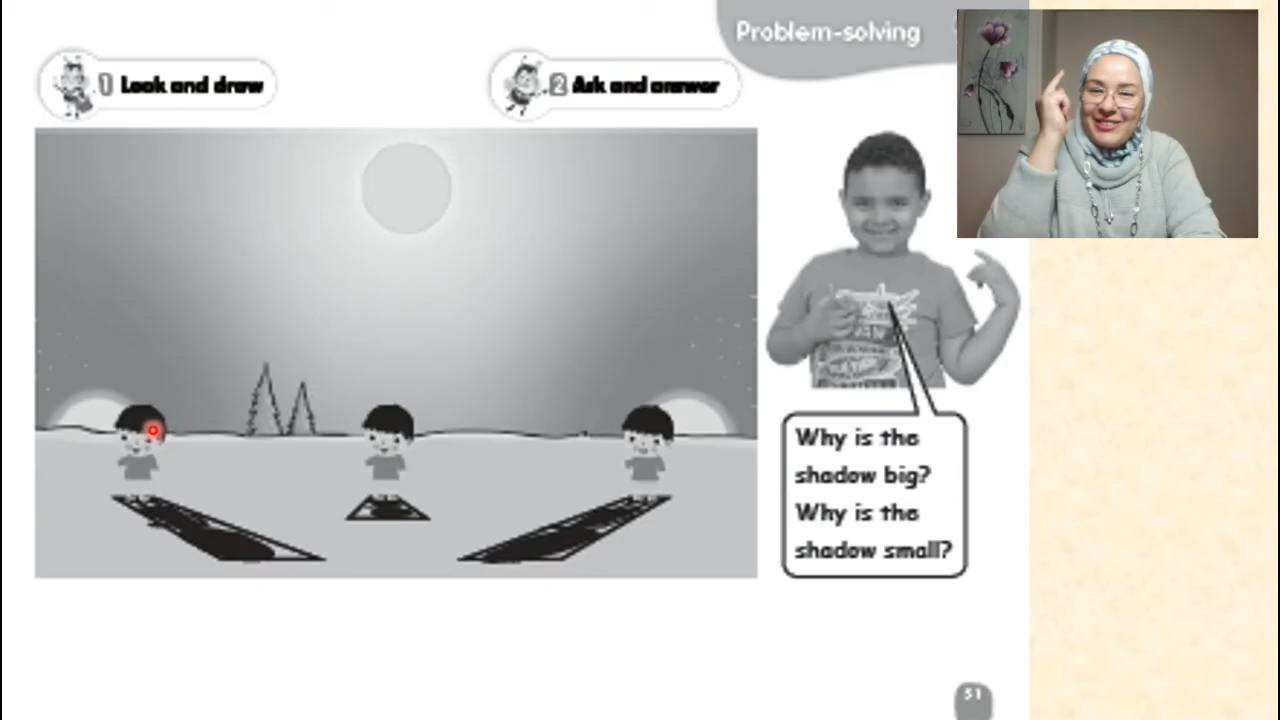 Problem-solving
1 Look and draw
2 Ask and answer
Why is the
shadow big?
Why is the
shadow small?
51